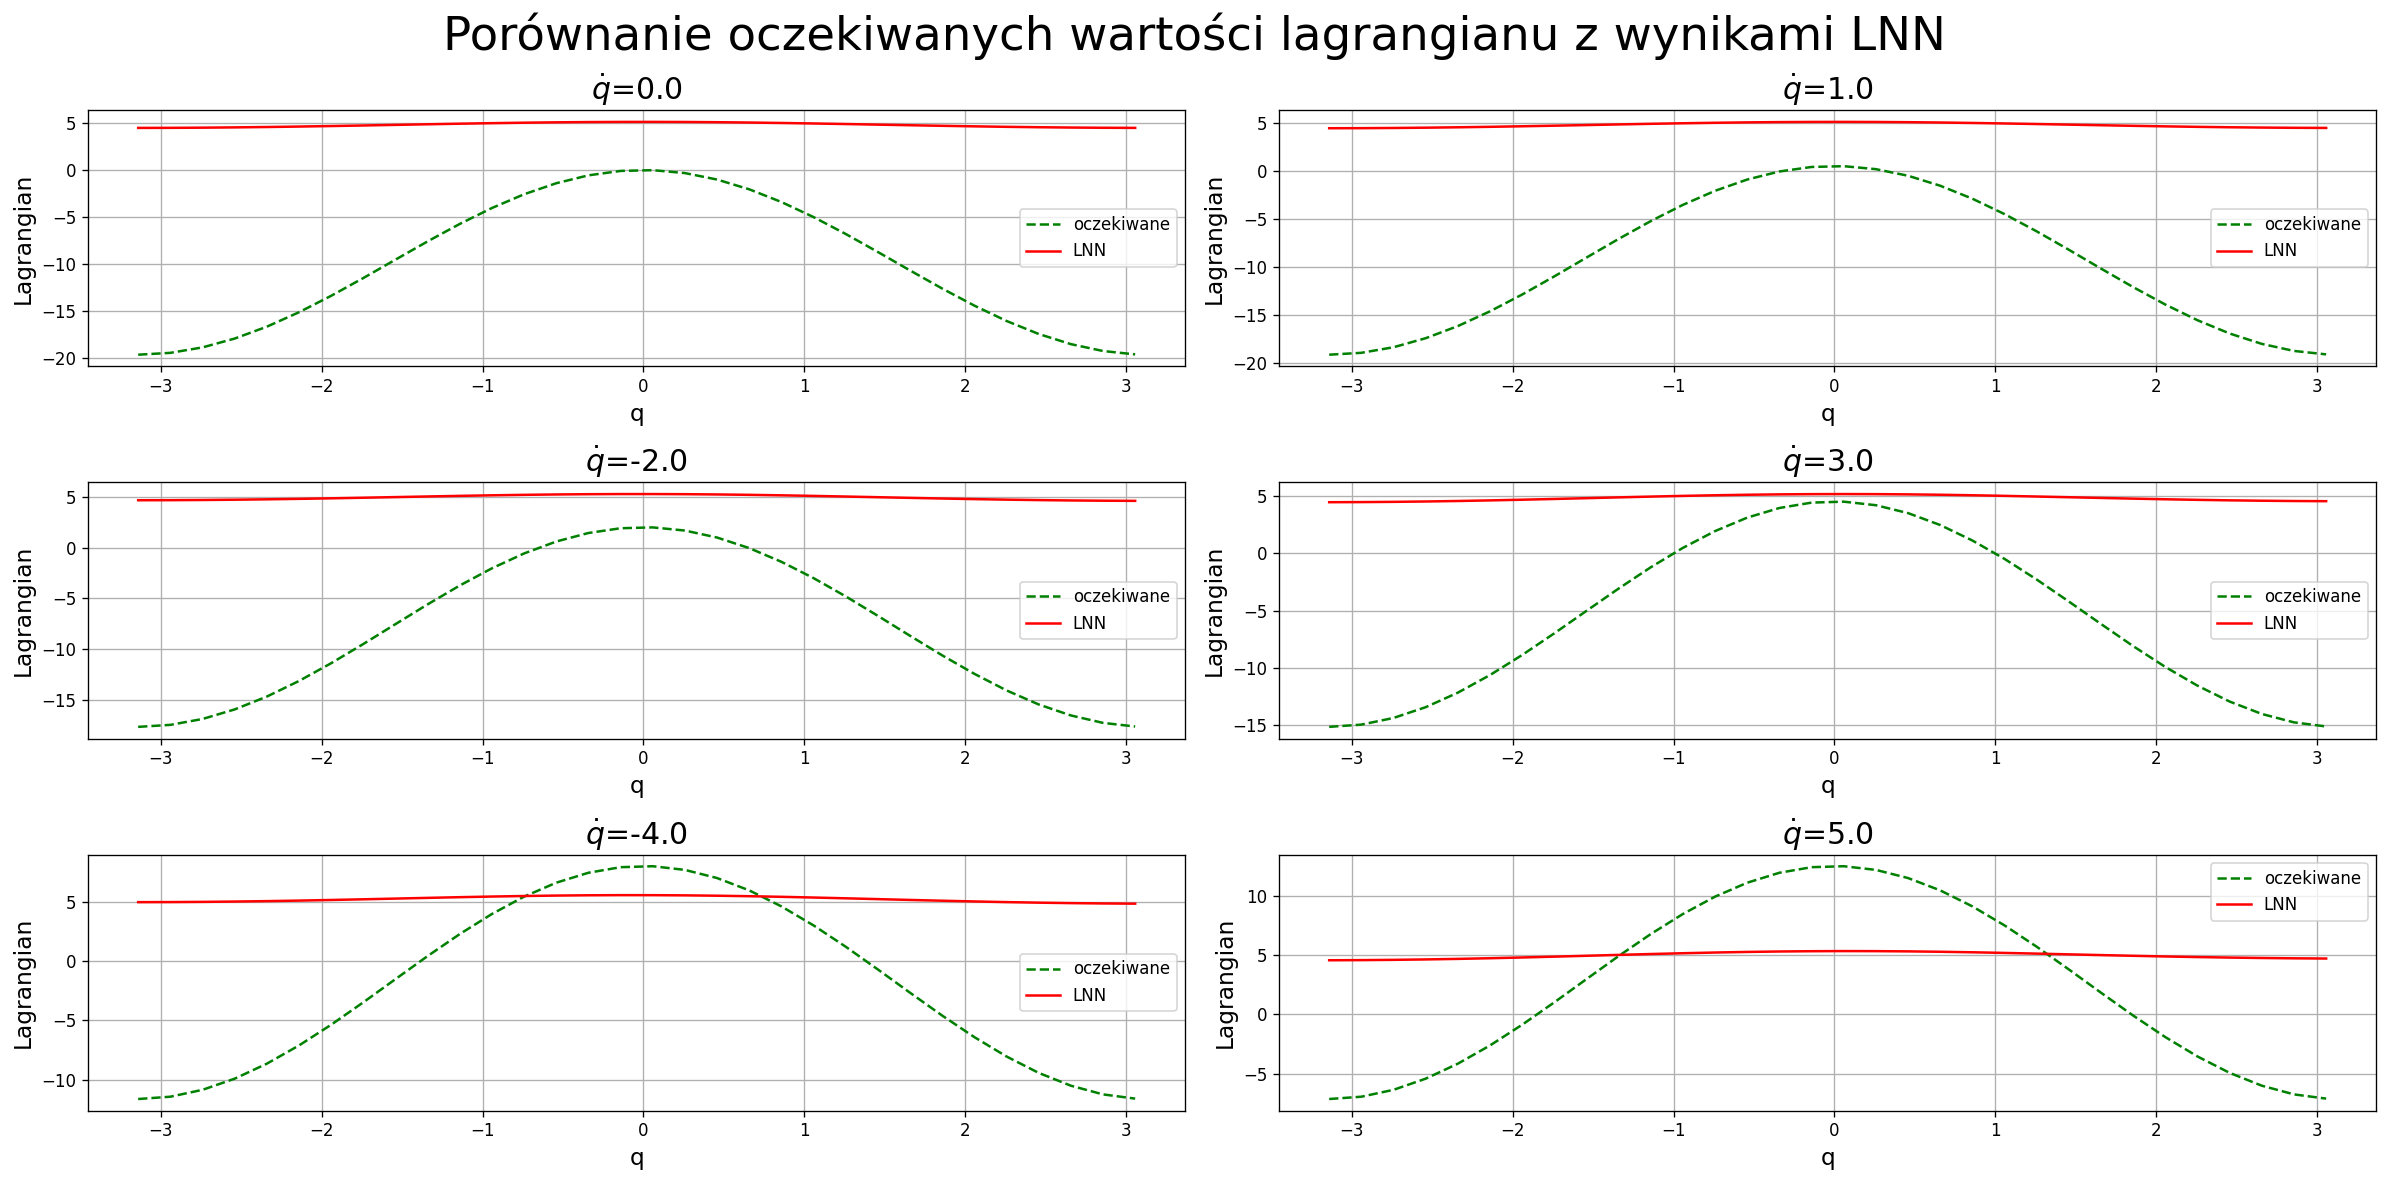 Porównanie oczekiwanych wartości lagrangianu z wynikami LNN
q̇=0.0
Lagrangian
5
0
−5
−10
−15
−20
oczekiwane
LNN
−3 −2 −1 0 1 2 3
q
q̇=1.0
Lagrangian
5
0
−5
−10
−15
−20
oczekiwane
LNN
−3 −2 −1 0 1 2 3
q
q̇=-2.0
Lagrangian
5
0
−5
−10
−15
oczekiwane
LNN
−3 −2 −1 0 1 2 3
q
q̇=3.0
Lagrangian
5
0
−5
−10
−15
oczekiwane
LNN
−3 −2 −1 0 1 2 3
q
q̇=-4.0
Lagrangian
5
0
−5
−10
oczekiwane
LNN
−3 −2 −1 0 1 2 3
q
q̇=5.0
Lagrangian
10
5
0
−5
oczekiwane
LNN
−3 −2 −1 0 1 2 3
q